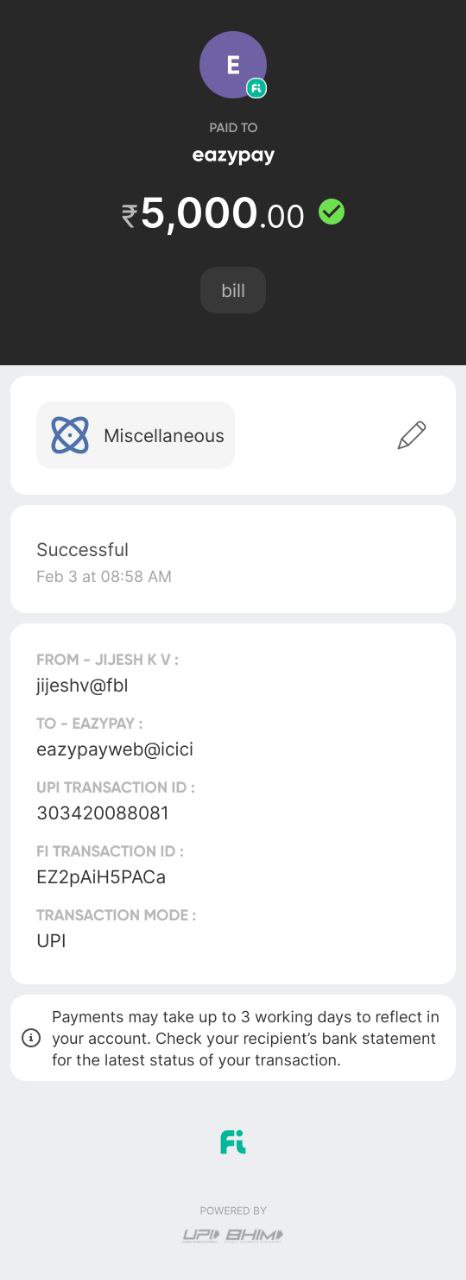 E
Fi
PAID TO
eazypay
₹5,000.00
bill
Miscellaneous
Successful
Feb 3 at 08:58 AM
FROM - JIJESH K V :
jijeshv@fbl
TO - EAZYPAY :
eazypayweb@icici
UPI TRANSACTION ID :
303420088081
FI TRANSACTION ID :
EZ2pAiH5PACa
TRANSACTION MODE :
UPI
Payments may take up to 3 working days to reflect in
your account. Check your recipient’s bank statement
for the latest status of your transaction.
Fi
POWERED BY
UPI BHIM